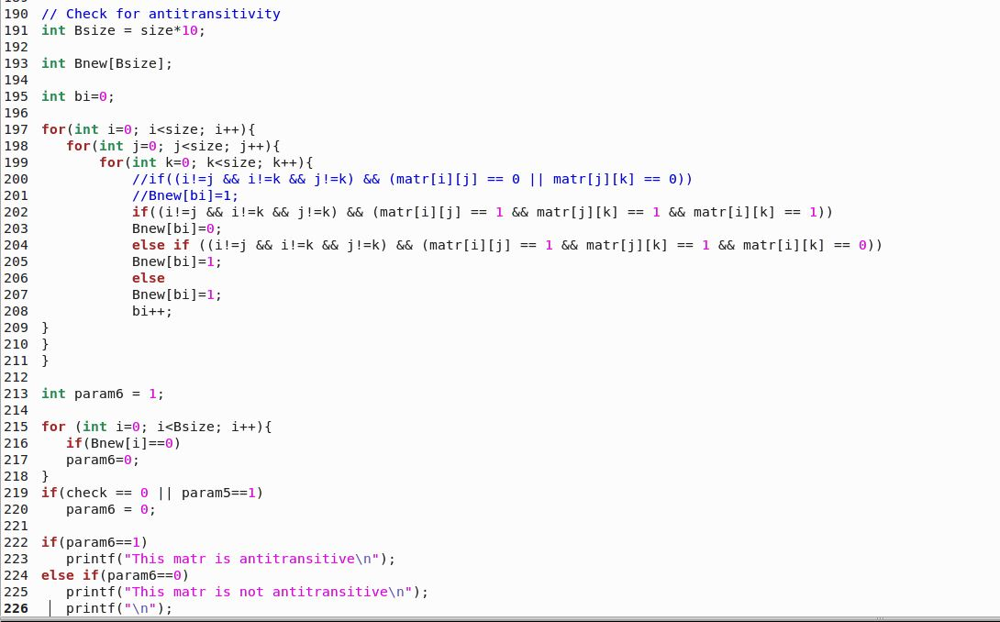 190 // Check for antitransitivity
191 int Bsize = size*10;
192
193 int Bnew[Bsize];
194
195 int bi=0;
196
197 for(int i=0; i<size; i++){
198    for(int j=0; j<size; j++){
199        for(int k=0; k<size; k++){
200            //if((i!=j && i!=k && j!=k) && (matr[i][j] == 0 || matr[j][k] == 0))
201            //Bnew[bi]=1;
202            if((i!=j && i!=k && j!=k) && (matr[i][j] == 1 && matr[j][k] == 1 && matr[i][k] == 1))
203            Bnew[bi]=0;
204            else if ((i!=j && i!=k && j!=k) && (matr[i][j] == 1 && matr[j][k] == 1 && matr[i][k] == 0))
205            Bnew[bi]=1;
206            else
207            Bnew[bi]=1;
208            bi++;
209 }
210 }
211 }
212
213 int param6 = 1;
214
215 for (int i=0; i<Bsize; i++){
216    if(Bnew[i]==0)
217    param6=0;
218 }
219 if(check == 0 || param5==1)
220    param6 = 0;
221
222 if(param6==1)
223    printf("This matr is antitransitive\n");
224 else if(param6==0)
225    printf("This matr is not antitransitive\n");
226    printf("\n");